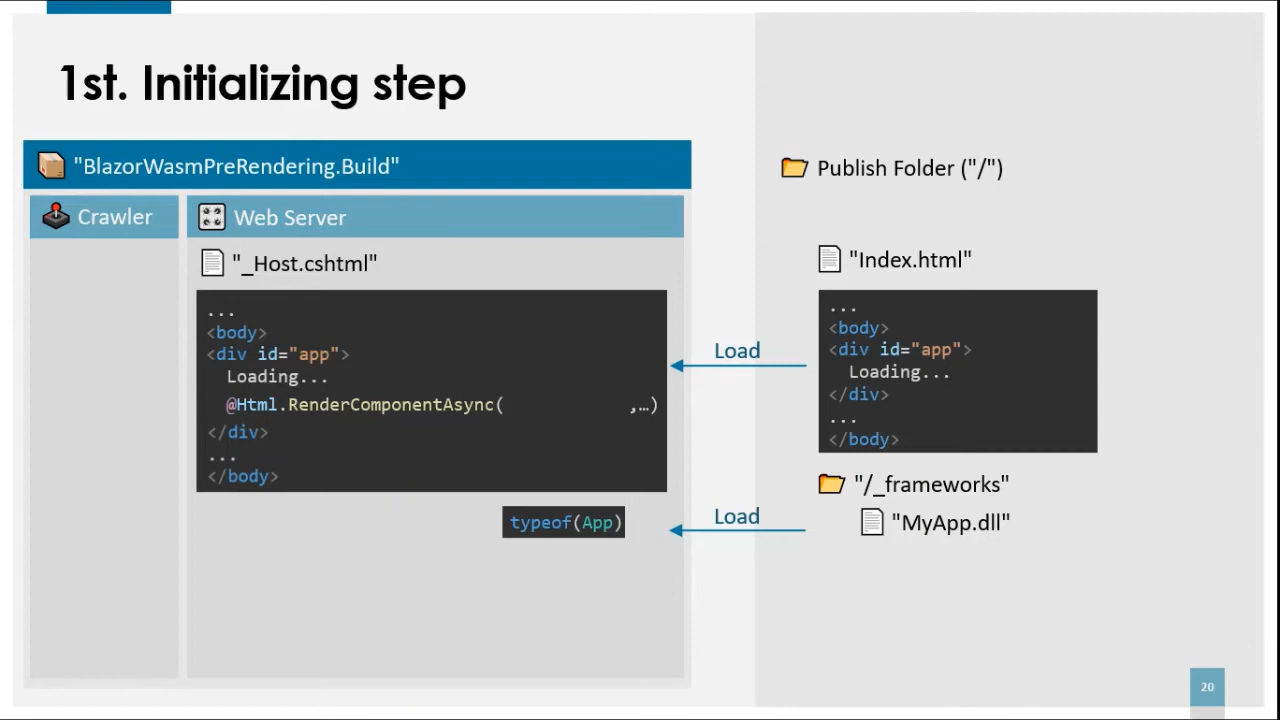 1st. Initializing step
"BlazorWasmPreRendering.Build"
Crawler
Web Server
"_Host.cshtml"
...
<body>
<div id="app">
Loading...
@Html.RenderComponentAsync( ,…)
</div>
...
</body>
typeof(App)
Load
Load
Publish Folder ("/")
"Index.html"
...
<body>
<div id="app">
Loading...
</div>
...
</body>
"/_frameworks"
"MyApp.dll"
20